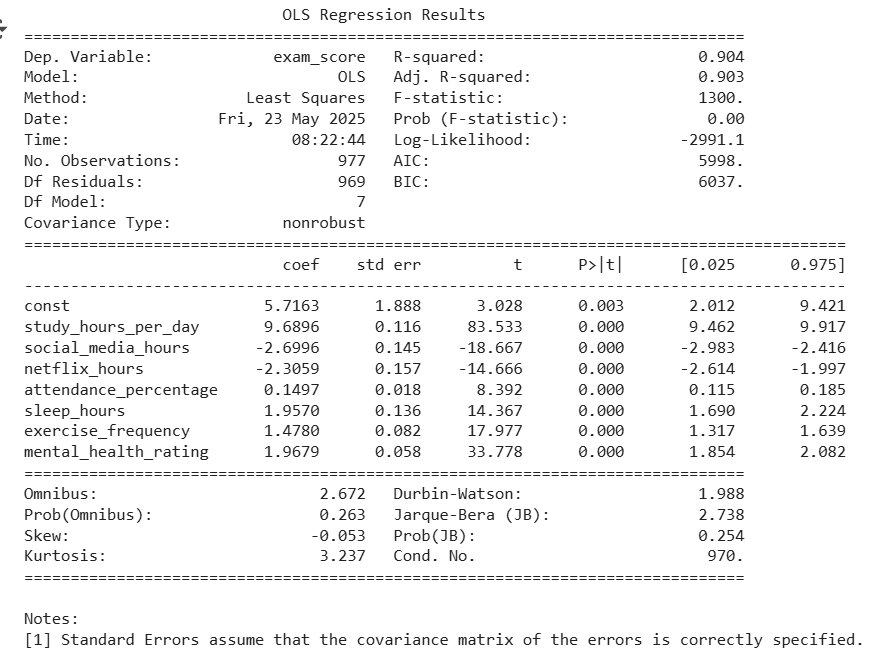 OLS Regression Results
==============================================================================
Dep. Variable: exam_score R-squared: 0.904
Model: OLS Adj. R-squared: 0.903
Method: Least Squares F-statistic: 1300.
Date: Fri, 23 May 2025 Prob (F-statistic): 0.00
Time: 08:22:44 Log-Likelihood: -2991.1
No. Observations: 977 AIC: 5998.
Df Residuals: 969 BIC: 6037.
Df Model: 7
Covariance Type: nonrobust
=========================================================================================
coef std err t P>|t| [0.025 0.975]
-----------------------------------------------------------------------------------------
const 5.7163 1.888 3.028 0.003 2.012 9.421
study_hours_per_day 9.6896 0.116 83.533 0.000 9.462 9.917
social_media_hours -2.6996 0.145 -18.667 0.000 -2.983 -2.416
netflix_hours -2.3059 0.157 -14.666 0.000 -2.614 -1.997
attendance_percentage 0.1497 0.018 8.392 0.000 0.115 0.185
sleep_hours 1.9570 0.136 14.367 0.000 1.690 2.224
exercise_frequency 1.4780 0.082 17.977 0.000 1.317 1.639
mental_health_rating 1.9679 0.058 33.778 0.000 1.854 2.082
==============================================================================
Omnibus: 2.672 Durbin-Watson: 1.988
Prob(Omnibus): 0.263 Jarque-Bera (JB): 2.738
Skew: -0.053 Prob(JB): 0.254
Kurtosis: 3.237 Cond. No. 970.
==============================================================================
Notes:
[1] Standard Errors assume that the covariance matrix of the errors is correctly specified.